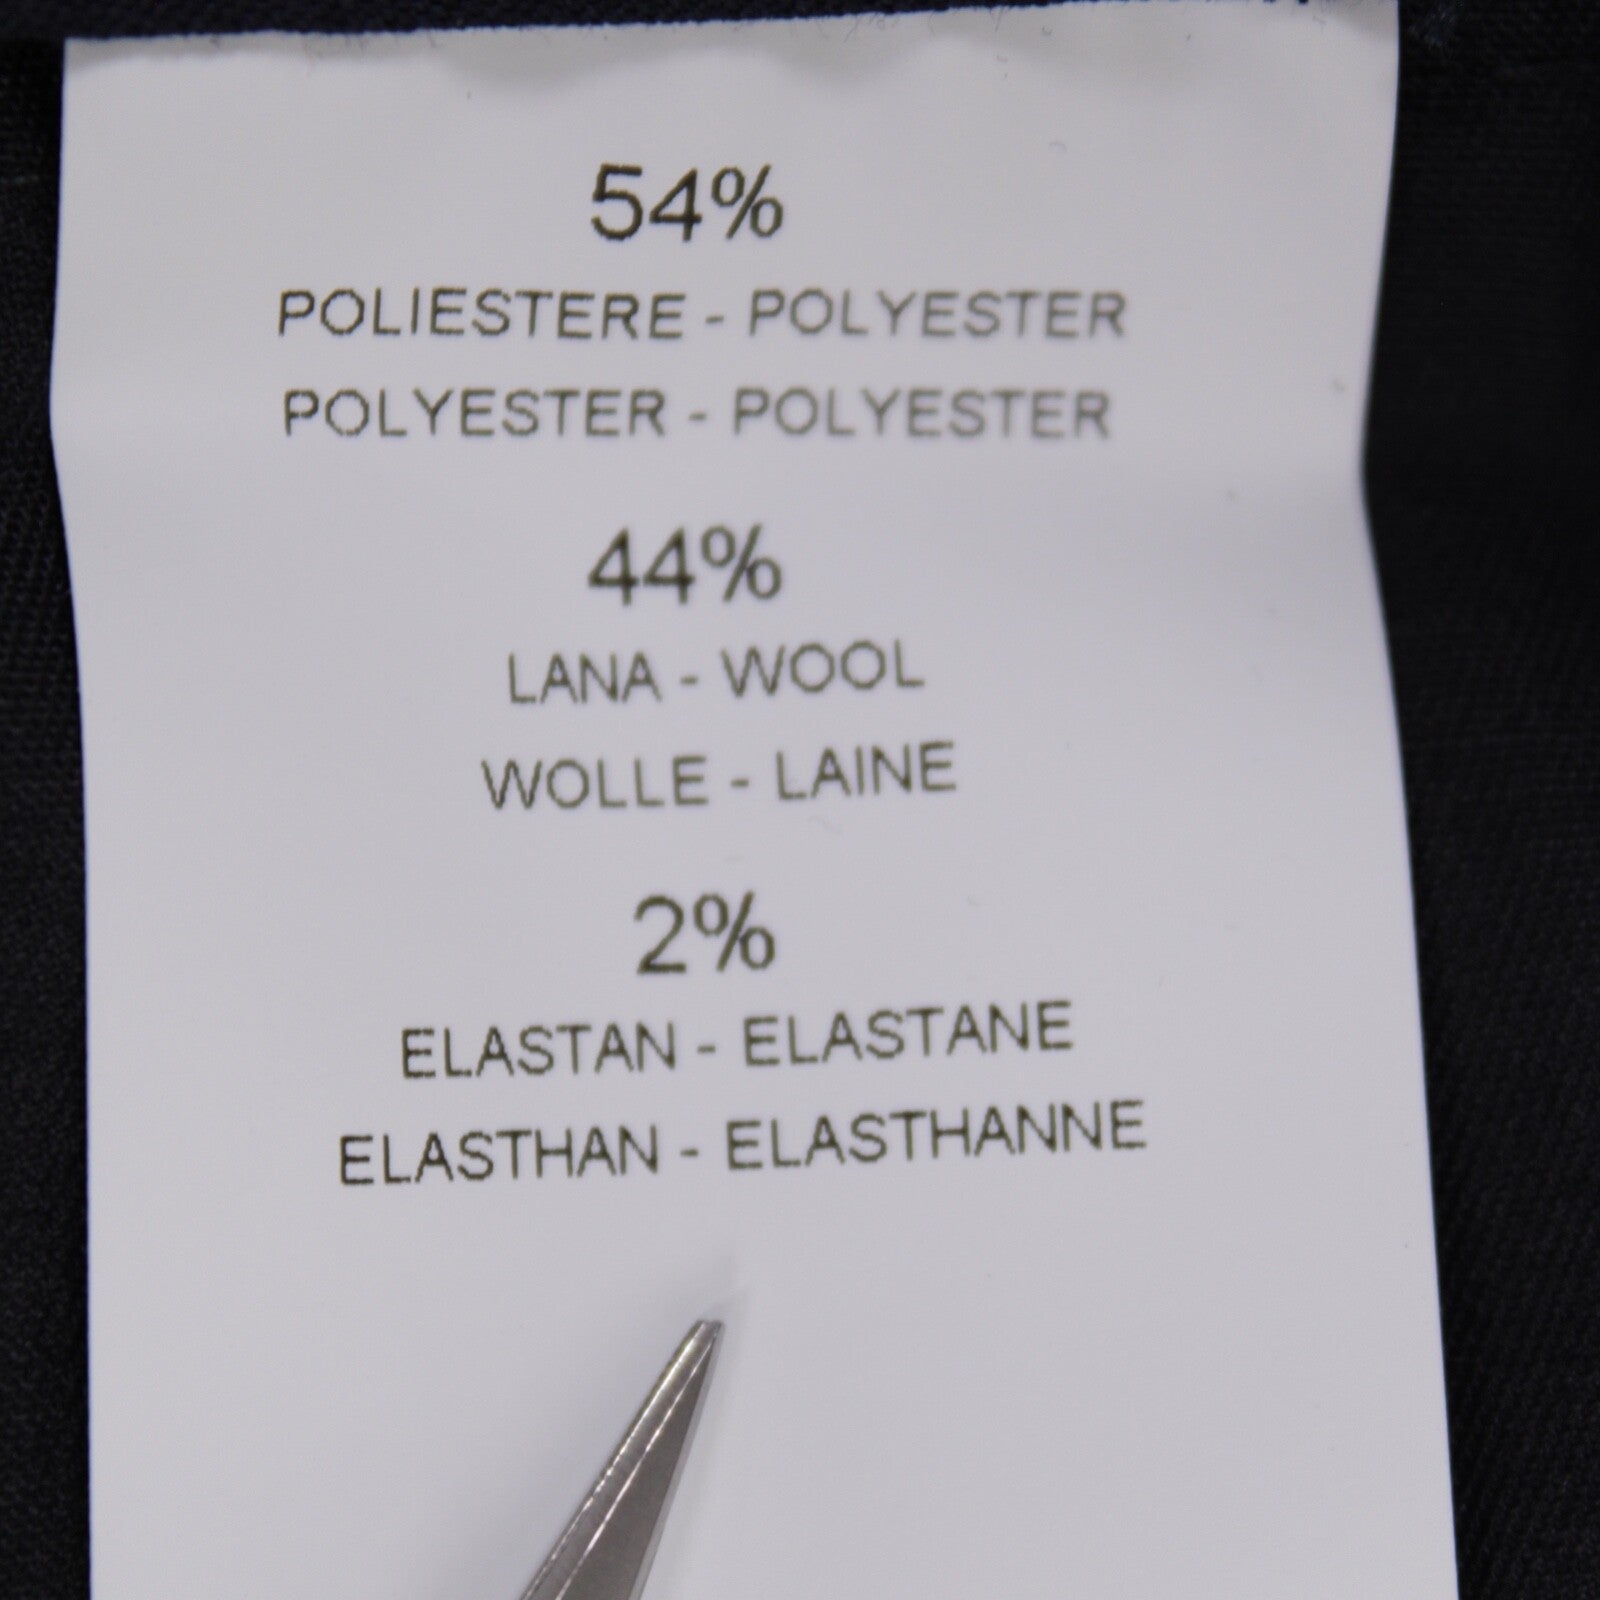 54%
POLIESTERE - POLYESTER
POLYESTER - POLYESTER
44%
LANA - WOOL
WOLLE - LAINE
2%
ELASTAN - ELASTANE
ELASTHAN - ELASTHANNE